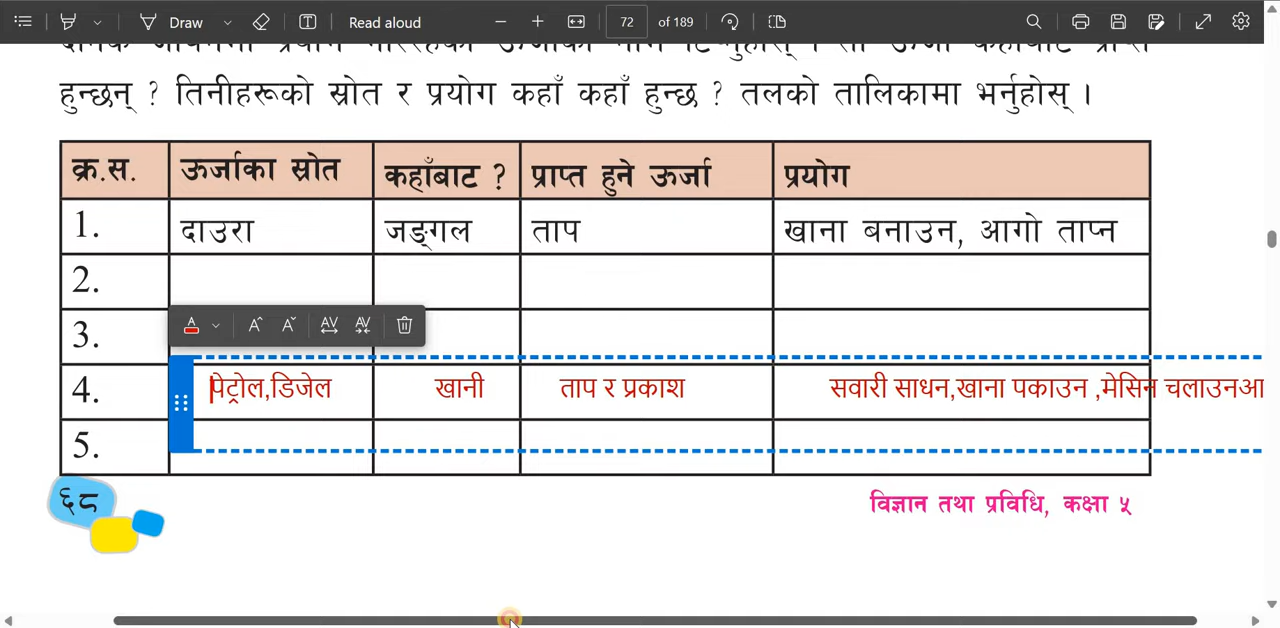 Draw
Read aloud
72 of 189
हुन्छन् ? तिनीहरूको स्रोत र प्रयोग कहाँ कहाँ हुन्छ ? तलको तालिकामा भर्नुहोस् ।
क्र.स. ऊर्जाका स्रोत कहाँबाट ? प्राप्त हुने ऊर्जा प्रयोग
1. दाउरा जङ्गल ताप खाना बनाउन, आगो ताप्न
2.
3.
4. पेट्रोल,डिजेल खानी ताप र प्रकाश सवारी साधन,खाना पकाउन ,मेसिन चलाउनआ
5.
६८
विज्ञान तथा प्रविधि, कक्षा ५